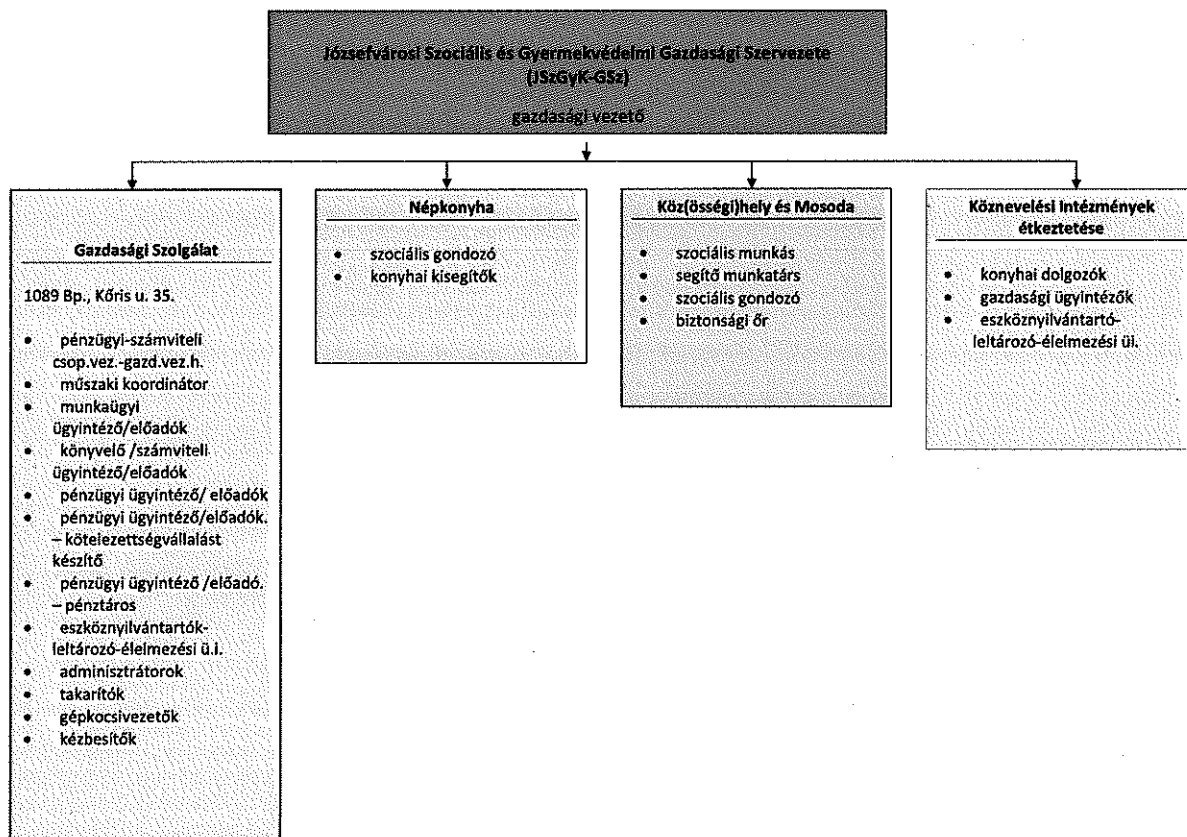 Józsefvárosi Szociális és Gyermekvédelmi Gazdasági Szervezete
(JSzGyK-GSz)
gazdasági vezető
Gazdasági Szolgálat
1089 Bp., Kőris u. 35.
• pénzügyi-számviteli
csop.vez.-gazd.vez.h.
• műszaki koordinátor
• munkaügyi
ügyintéző/előadók
• könyvelő /számviteli
ügyintéző/előadók
• pénzügyi ügyintéző/ előadók
• pénzügyi ügyintéző/előadók.
– kötelezettségvállalást
készítő
• pénzügyi ügyintéző /előadó.
– pénztáros
• eszköznyilvántartók-
leltározó-élelmezési ü.i.
• adminisztrátorok
• takarítók
• gépkocsivezetők
• kézbesítők
Népkonyha
• szociális gondozó
• konyhai kisegítők
Köz(össégi)hely és Mosoda
• szociális munkás
• segítő munkatárs
• szociális gondozó
• biztonsági őr
Köznevelési Intézmények
étkeztetése
• konyhai dolgozók
• gazdasági ügyintézők
• eszköznyilvántartó-
leltározó-élelmezési üi.